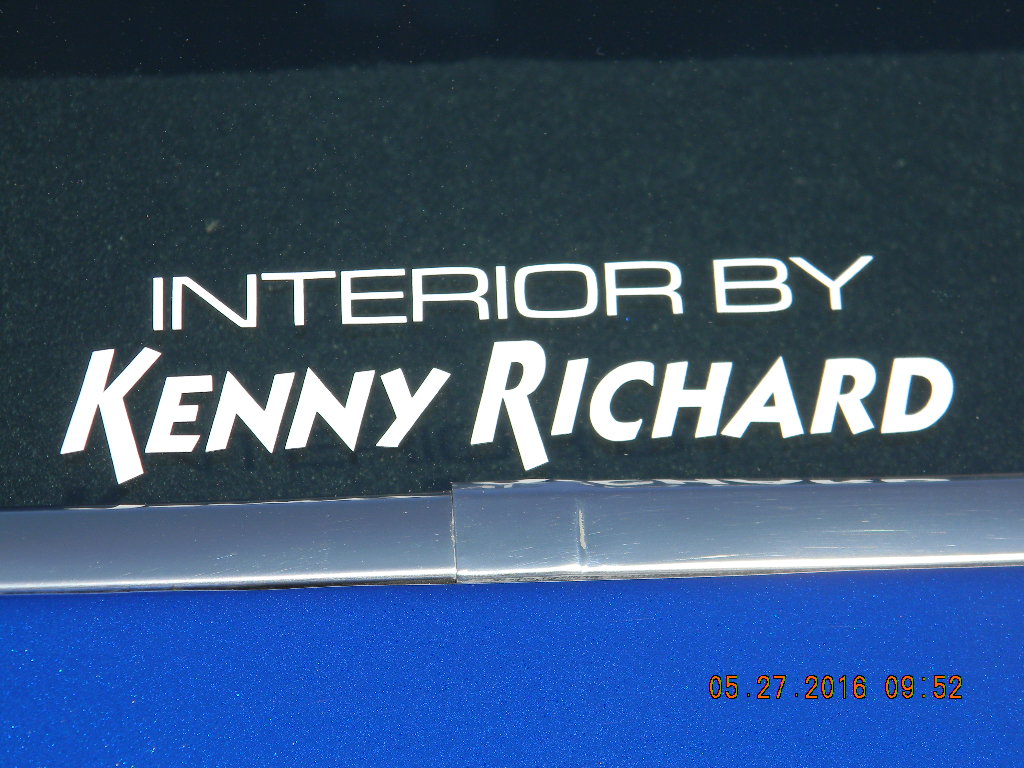 INTERIOR BY
KENNY RICHARD
05.27.2016 09:52